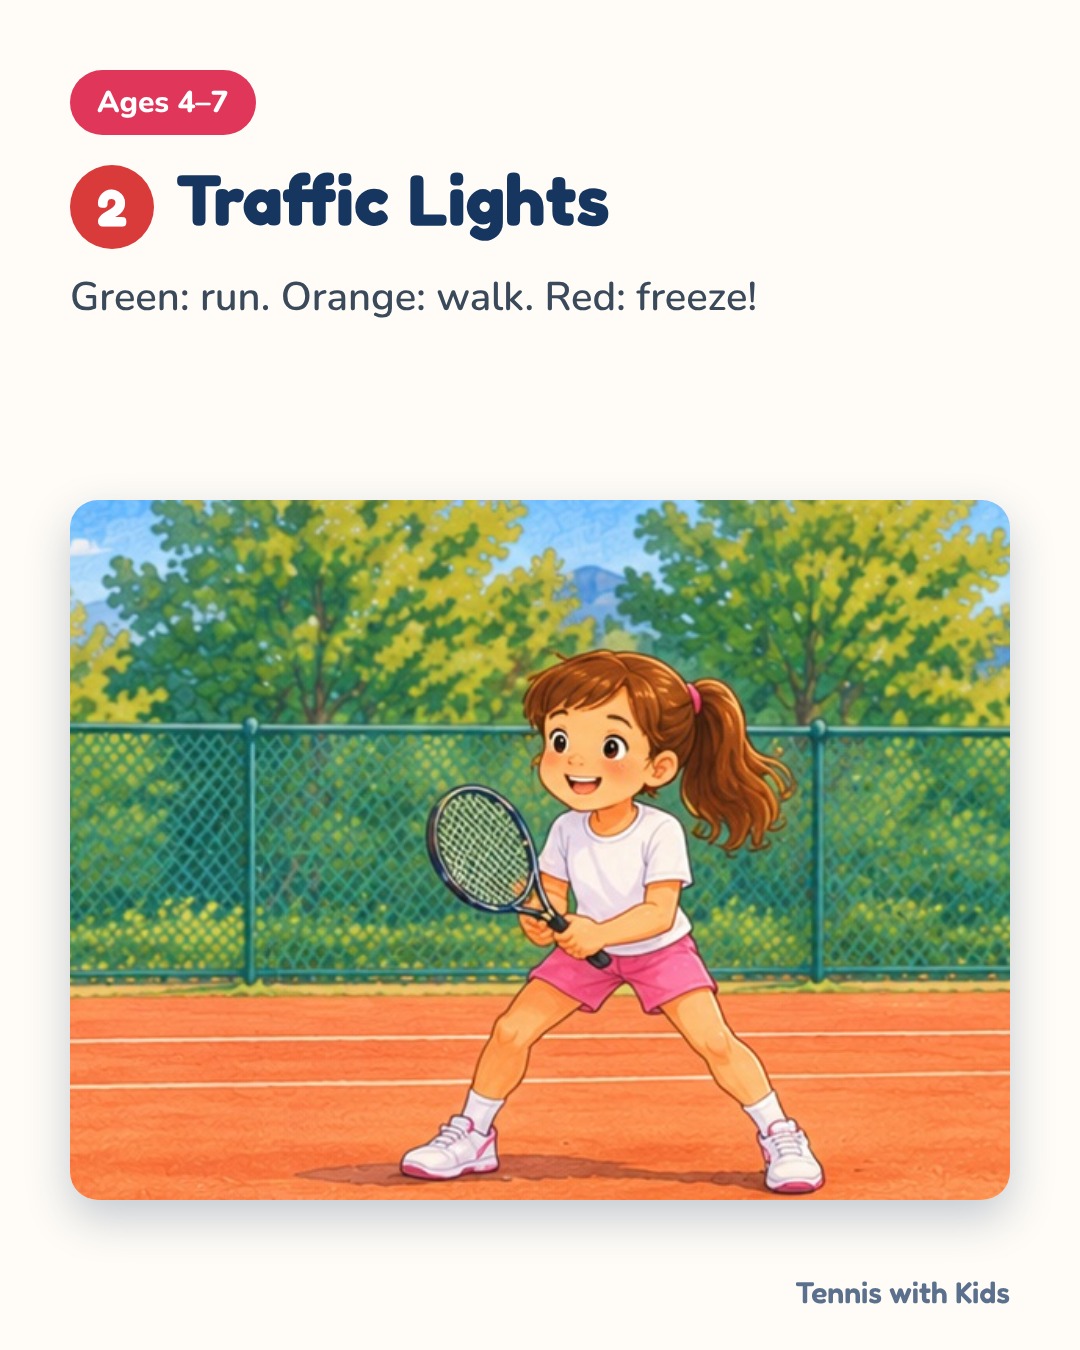 Ages 4–7
2 Traffic Lights
Green: run. Orange: walk. Red: freeze!
Tennis with Kids